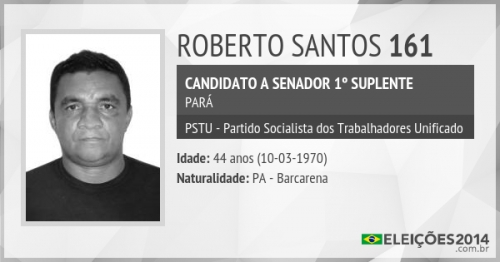 ROBERTO SANTOS 161
CANDIDATO A SENADOR 1º SUPLENTE
PARÁ
PSTU - Partido Socialista dos Trabalhadores Unificado
Idade: 44 anos (10-03-1970)
Naturalidade: PA - Barcarena
ELEIÇÕES2014
.com.br